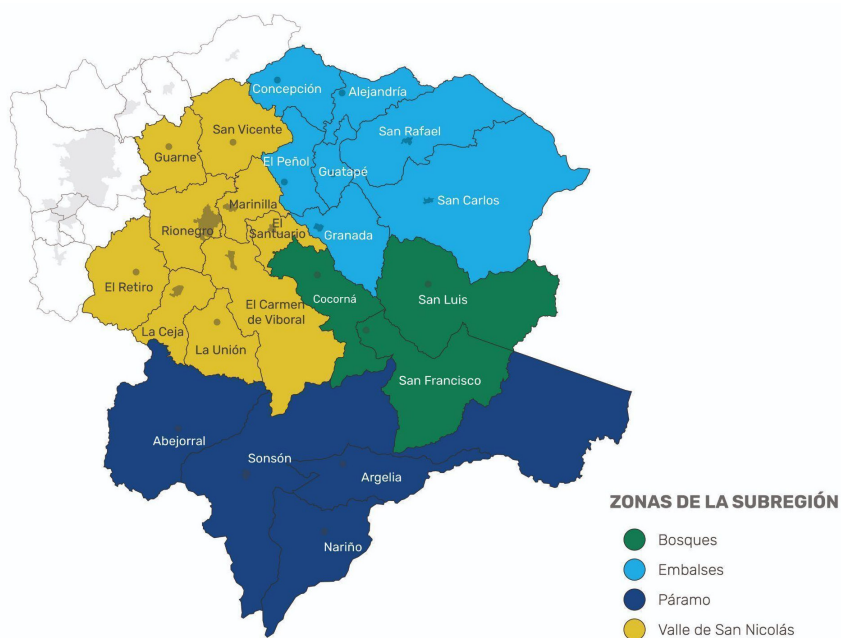 Concepción
Alejandría
San Vicente
San Rafael
Guarne
El Peñol
Guatapé
San Carlos
Marinilla
Rionegro
El
Santuario
Granada
El Retiro
Cocorná
San Luis
El Carmen
de Viboral
La Ceja
La Unión
San Francisco
Abejorral
Sonsón
Argelia
Nariño
ZONAS DE LA SUBREGIÓN
Bosques
Embalses
Páramo
Valle de San Nicolás